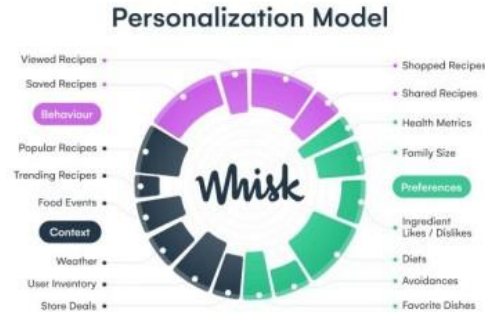 Personalization Model
Viewed Recipes
Saved Recipes
Behaviour
Popular Recipes
Trending Recipes
Food Events
Context
Weather
User Inventory
Store Deals
Whisk
Shopped Recipes
Shared Recipes
Health Metrics
Family Size
Preferences
Ingredient
Likes / Dislikes
Diets
Avoidances
Favorite Dishes